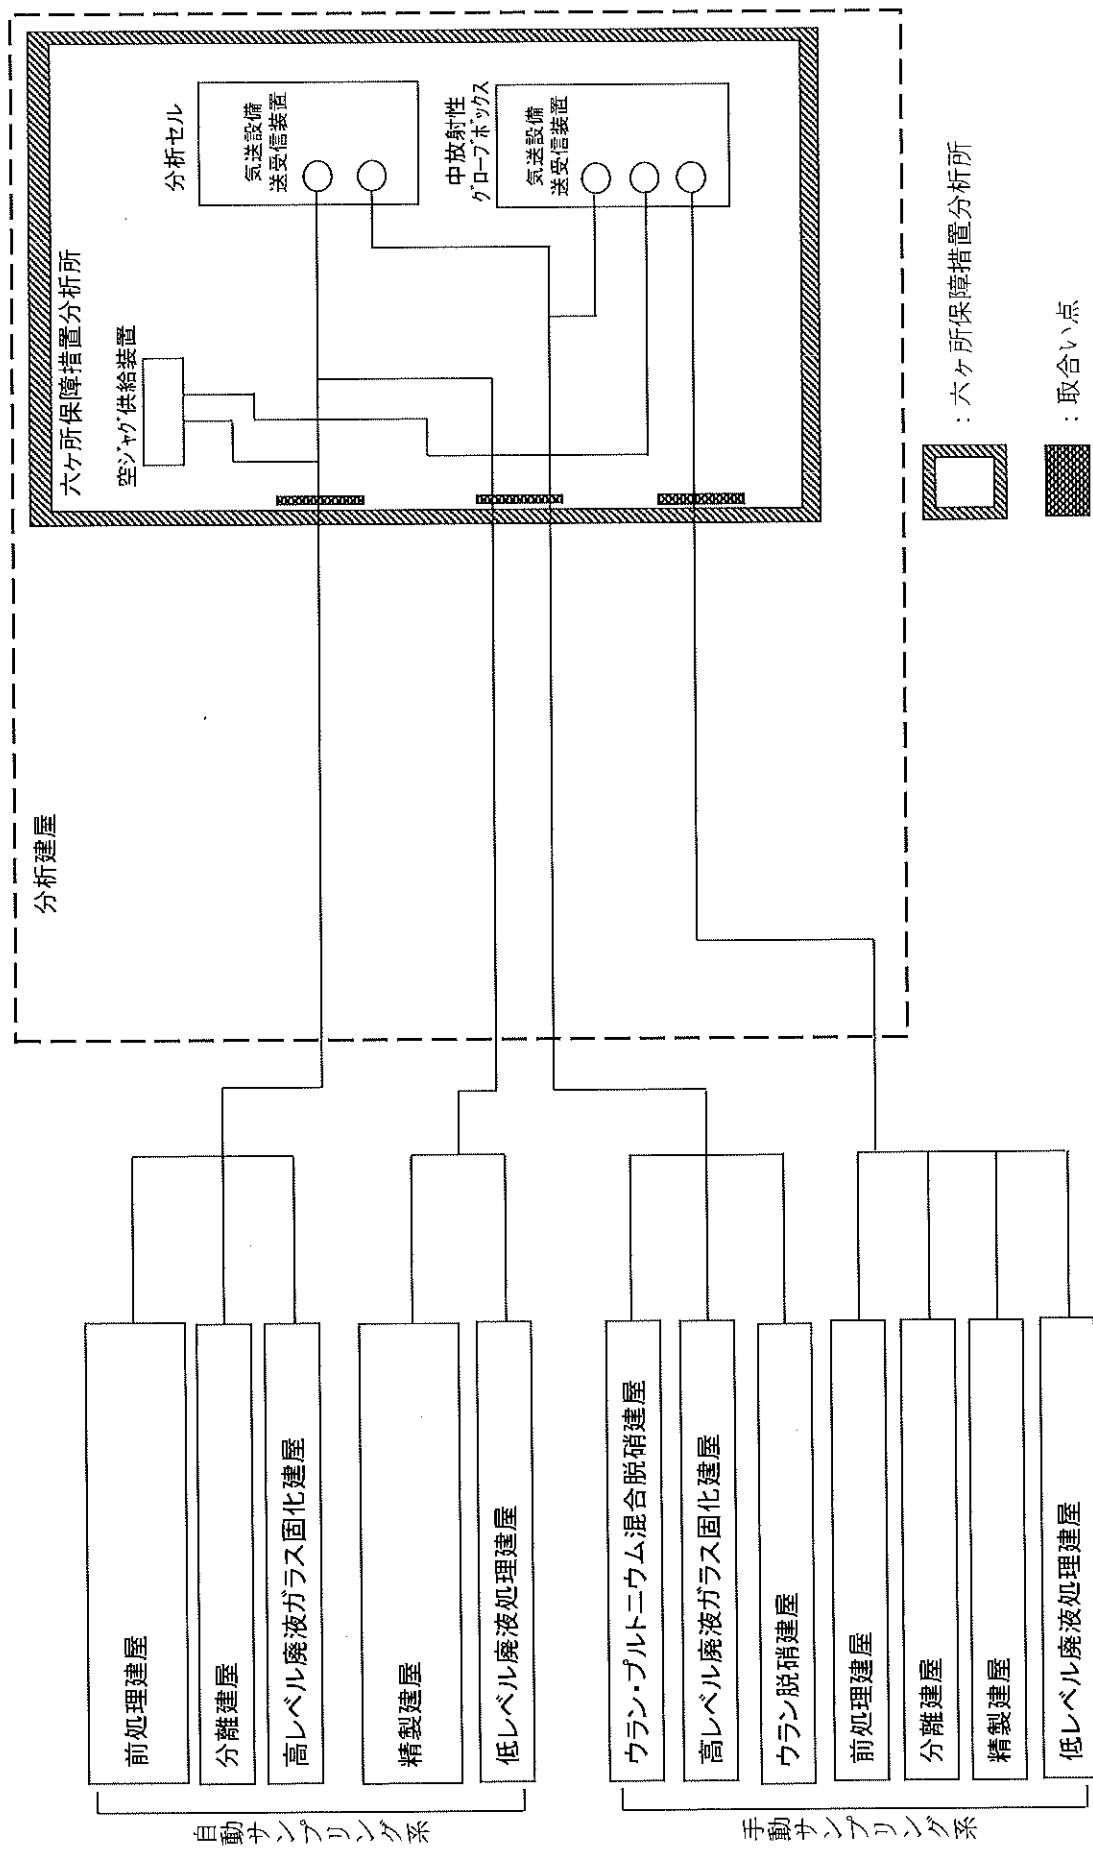 自動サンプリング系
前処理建屋
分離建屋
高レベル廃液ガラス固化建屋
精製建屋
低レベル廃液処理建屋
手動サンプリング系
ウラン・プルトニウム混合脱硝建屋
高レベル廃液ガラス固化建屋
ウラン脱硝建屋
前処理建屋
分離建屋
精製建屋
低レベル廃液処理建屋
分析建屋
六ヶ所保障措置分析所
空ジャグ供給装置
分析セル
気送設備
送受信装置
中放射性
グローブボックス
気送設備
送受信装置
：六ヶ所保障措置分析所
：取合い点